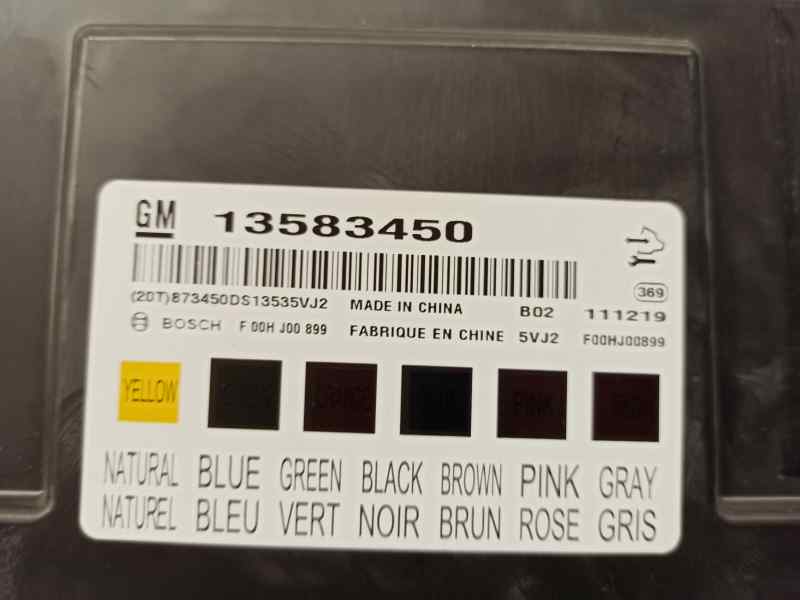 GM 13583450
369
(20T)873450DS13535VJ2 MADE IN CHINA B02 111219
BOSCH F 00H J00 899 FABRIQUE EN CHINE 5VJ2 F00HJ00899
YELLOW PINK
NATURAL BLUE GREEN BLACK BROWN PINK GRAY
NATUREL BLEU VERT NOIR BRUN ROSE GRIS